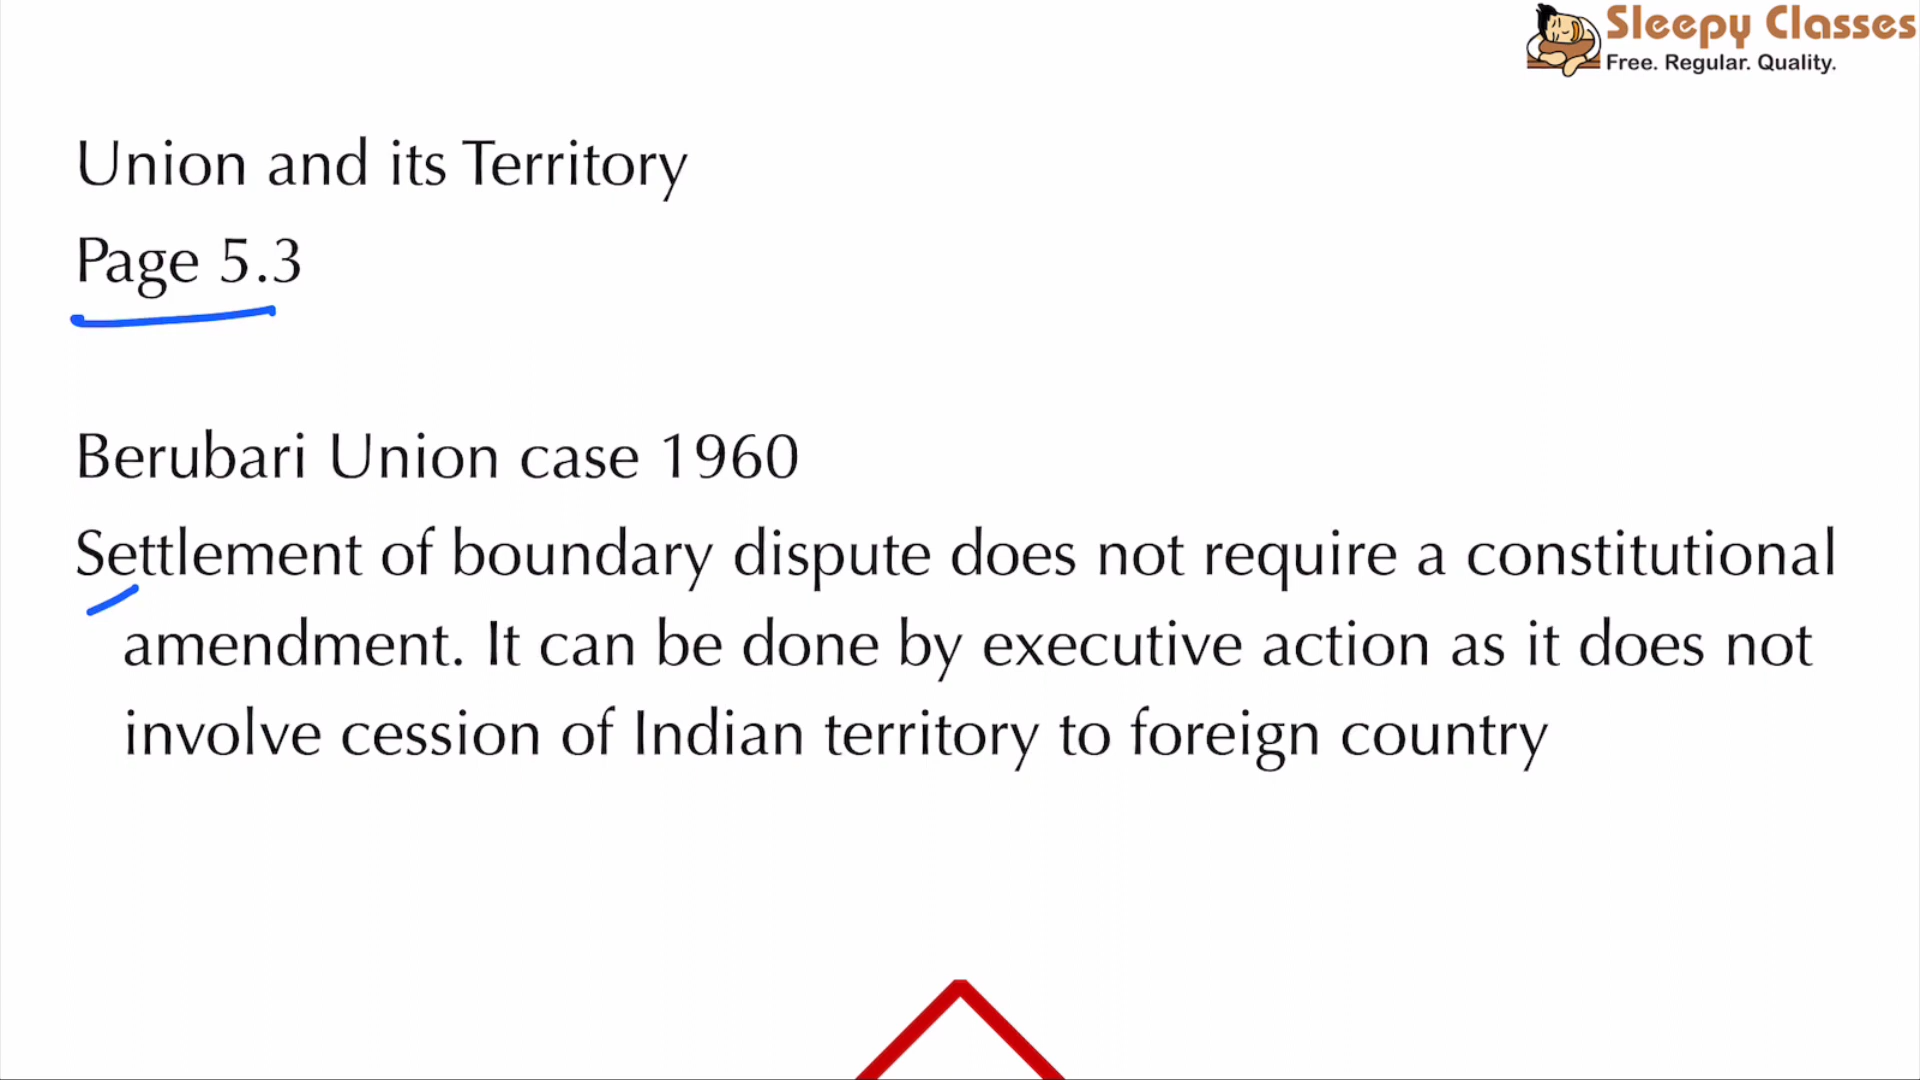 Sleepy Classes
Free. Regular. Quality.
Union and its Territory
Page 5.3
Berubari Union case 1960
Settlement of boundary dispute does not require a constitutional
amendment. It can be done by executive action as it does not
involve cession of Indian territory to foreign country